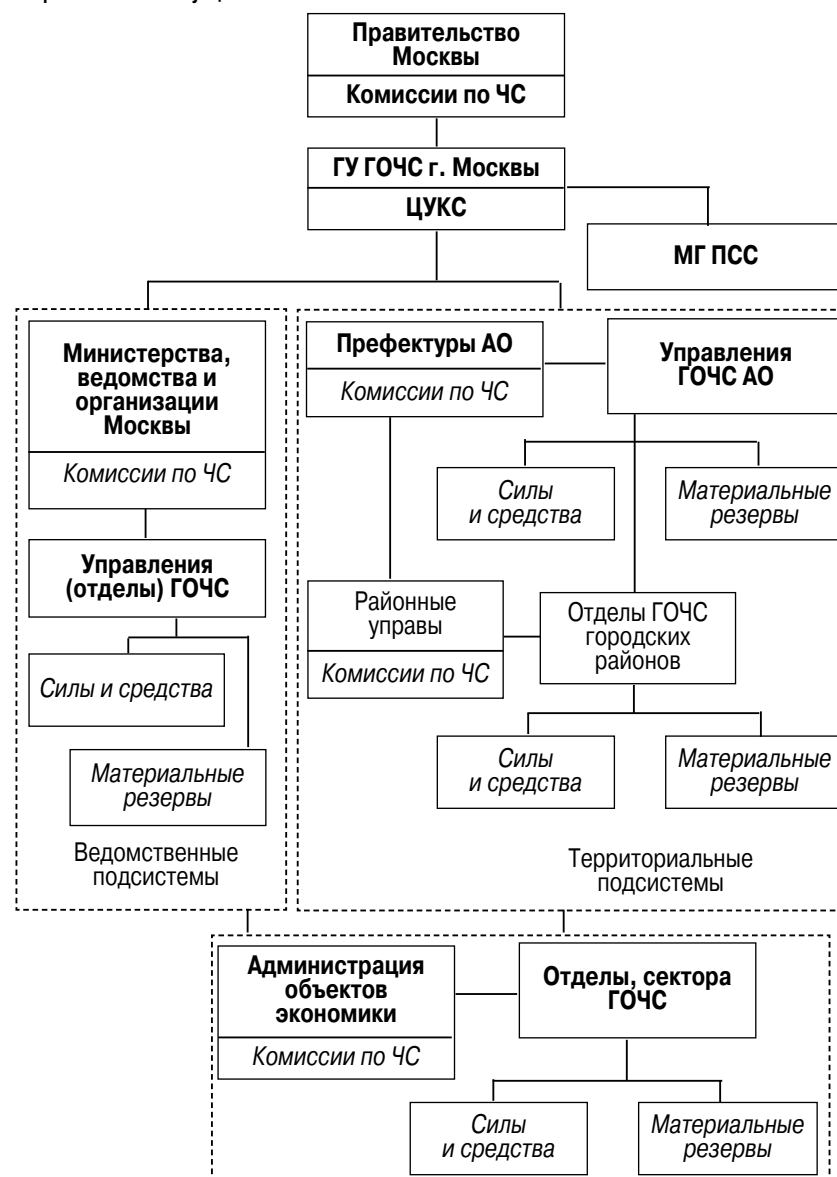 Правительство
Москвы
Комиссии по ЧС
ГУ ГОЧС г. Москвы
ЦУКС
МГ ПСС
Министерства,
ведомства и
организации
Москвы
Комиссии по ЧС
Управления
(отделы) ГОЧС
Силы и средства
Материальные
резервы
Ведомственные
подсистемы
Префектуры АО
Комиссии по ЧС
Управления
ГОЧС АО
Силы
и средства
Материальные
резервы
Районные
управы
Комиссии по ЧС
Отделы ГОЧС
городских
районов
Силы
и средства
Материальные
резервы
Территориальные
подсистемы
Администрация
объектов
экономики
Комиссии по ЧС
Отделы, сектора
ГОЧС
Силы
и средства
Материальные
резервы